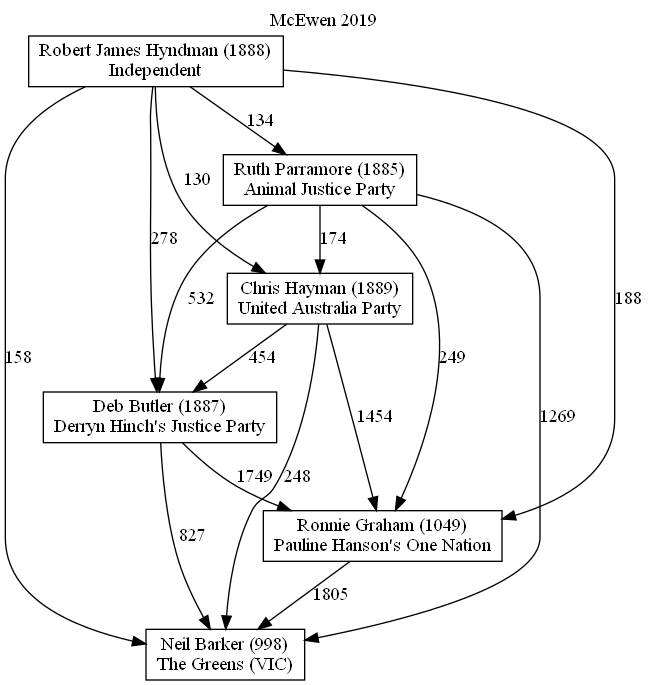 McEwen 2019
Robert James Hyndman (1888)
Independent
134
Ruth Parramore (1885)
Animal Justice Party
130
278
174
Chris Hayman (1889)
United Australia Party
532
188
158
454
249
Deb Butler (1887)
Derryn Hinch's Justice Party
1454
1269
1749
248
827
Ronnie Graham (1049)
Pauline Hanson's One Nation
1805
Neil Barker (998)
The Greens (VIC)